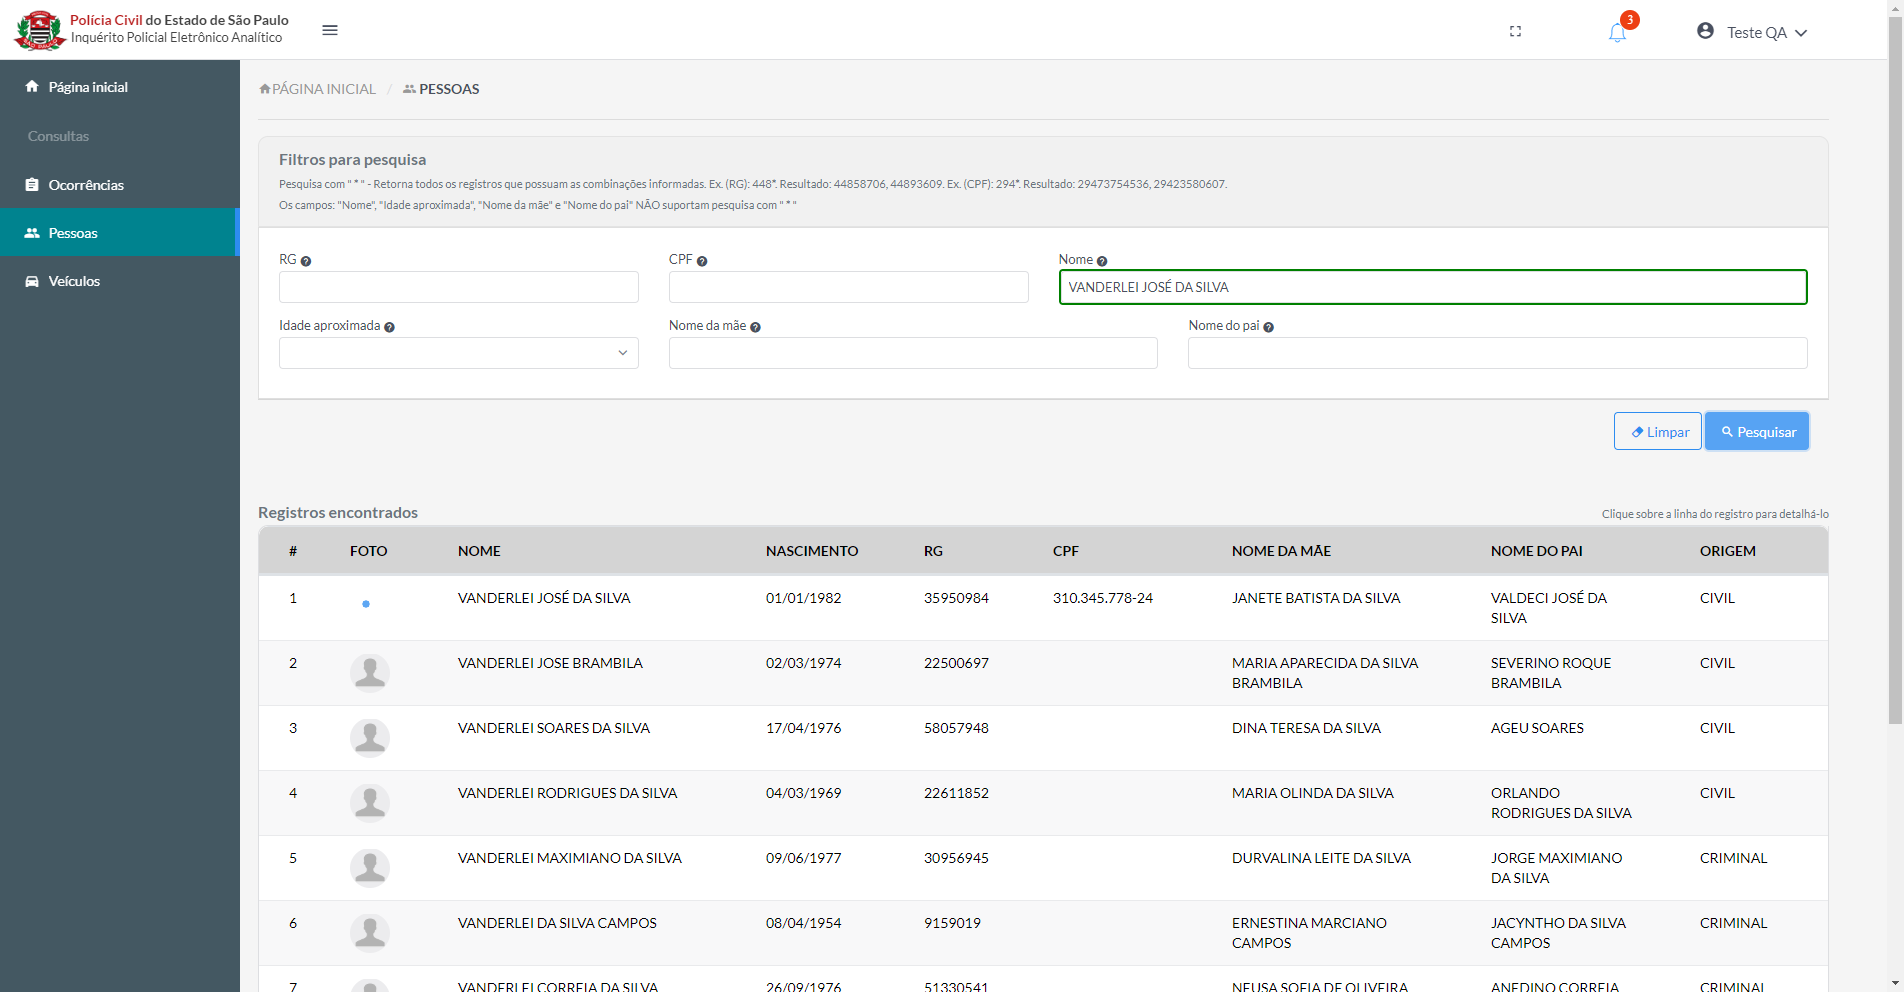 Polícia Civil do Estado de São Paulo
Inquérito Policial Eletrônico Analítico
3
Teste QA
Página inicial
Consultas
Ocorrências
Pessoas
Veículos
PÁGINA INICIAL / PESSOAS
Filtros para pesquisa
Pesquisa com " * " - Retorna todos os registros que possuam as combinações informadas. Ex. (RG): 448*. Resultado: 44858706, 44893609. Ex. (CPF): 294*. Resultado: 29473754536, 29423580607.
Os campos: "Nome", "Idade aproximada", "Nome da mãe" e "Nome do pai" NÃO suportam pesquisa com " * "
RG
CPF
Nome
VANDERLEI JOSÉ DA SILVA
Idade aproximada
Nome da mãe
Nome do pai
Limpar
Pesquisar
Registros encontrados
Clique sobre a linha do registro para detalhá-lo
# FOTO NOME NASCIMENTO RG CPF NOME DA MÃE NOME DO PAI ORIGEM
1 VANDERLEI JOSÉ DA SILVA 01/01/1982 35950984 310.345.778-24 JANETE BATISTA DA SILVA VALDECI JOSÉ DA CIVIL
SILVA
2 VANDERLEI JOSE BRAMBILA 02/03/1974 22500697 MARIA APARECIDA DA SILVA SEVERINO ROQUE CIVIL
BRAMBILA BRAMBILA
3 VANDERLEI SOARES DA SILVA 17/04/1976 58057948 DINA TERESA DA SILVA AGEU SOARES CIVIL
4 VANDERLEI RODRIGUES DA SILVA 04/03/1969 22611852 MARIA OLINDA DA SILVA ORLANDO CIVIL
RODRIGUES DA SILVA
5 VANDERLEI MAXIMIANO DA SILVA 09/06/1977 30956945 DURVALINA LEITE DA SILVA JORGE MAXIMIANO CRIMINAL
DA SILVA
6 VANDERLEI DA SILVA CAMPOS 08/04/1954 9159019 ERNESTINA MARCIANO JACYNTHO DA SILVA CRIMINAL
CAMPOS CAMPOS
7 VANDERLEI CORREIA DA SILVA 26/09/1976 51330541 NEUSA SOFIA DE OLIVEIRA ANEDINO CORREIA CRIMINAL